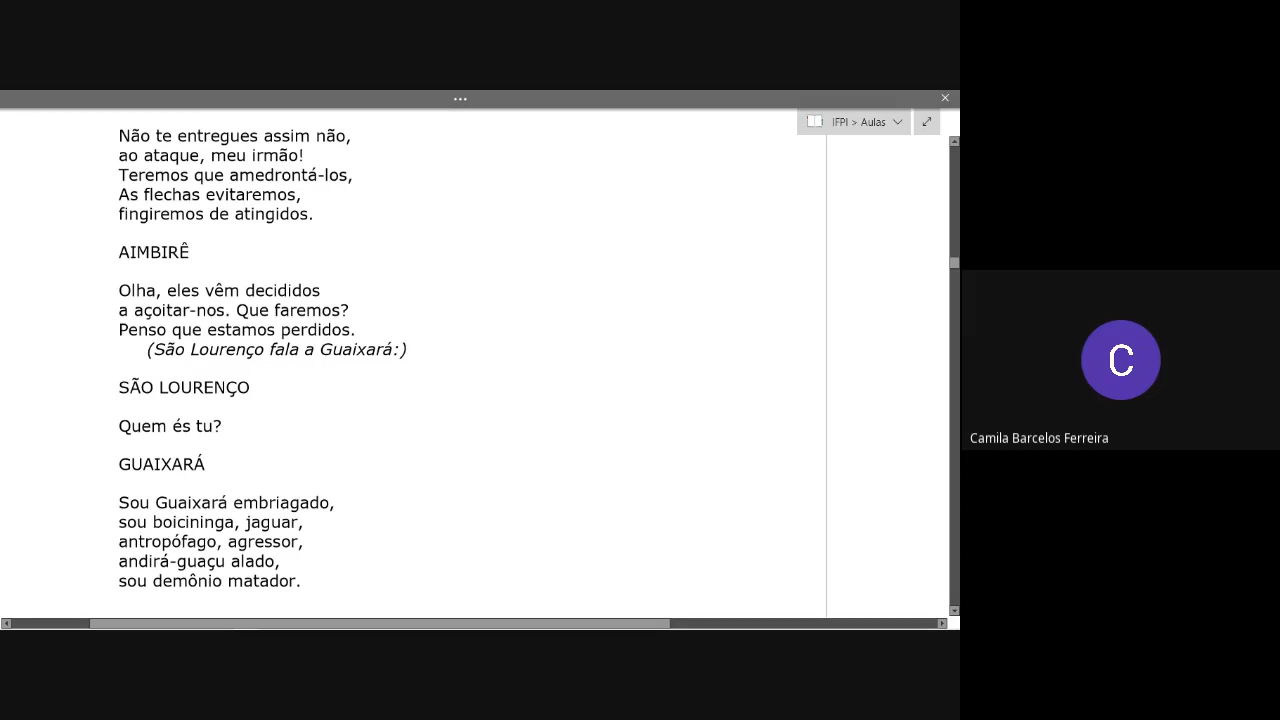 ...
IFPI > Aulas
Não te entregues assim não,
ao ataque, meu irmão!
Teremos que amedrontá-los,
As flechas evitaremos,
fingiremos de atingidos.
AIMBIRÊ
Olha, eles vêm decididos
a açoitar-nos. Que faremos?
Penso que estamos perdidos.
(São Lourenço fala a Guaixará:)
SÃO LOURENÇO
Quem és tu?
GUAIXARÁ
Sou Guaixará embriagado,
sou boicininga, jaguar,
antropófago, agressor,
andirá-guaçu alado,
sou demônio matador.
C
Camila Barcelos Ferreira